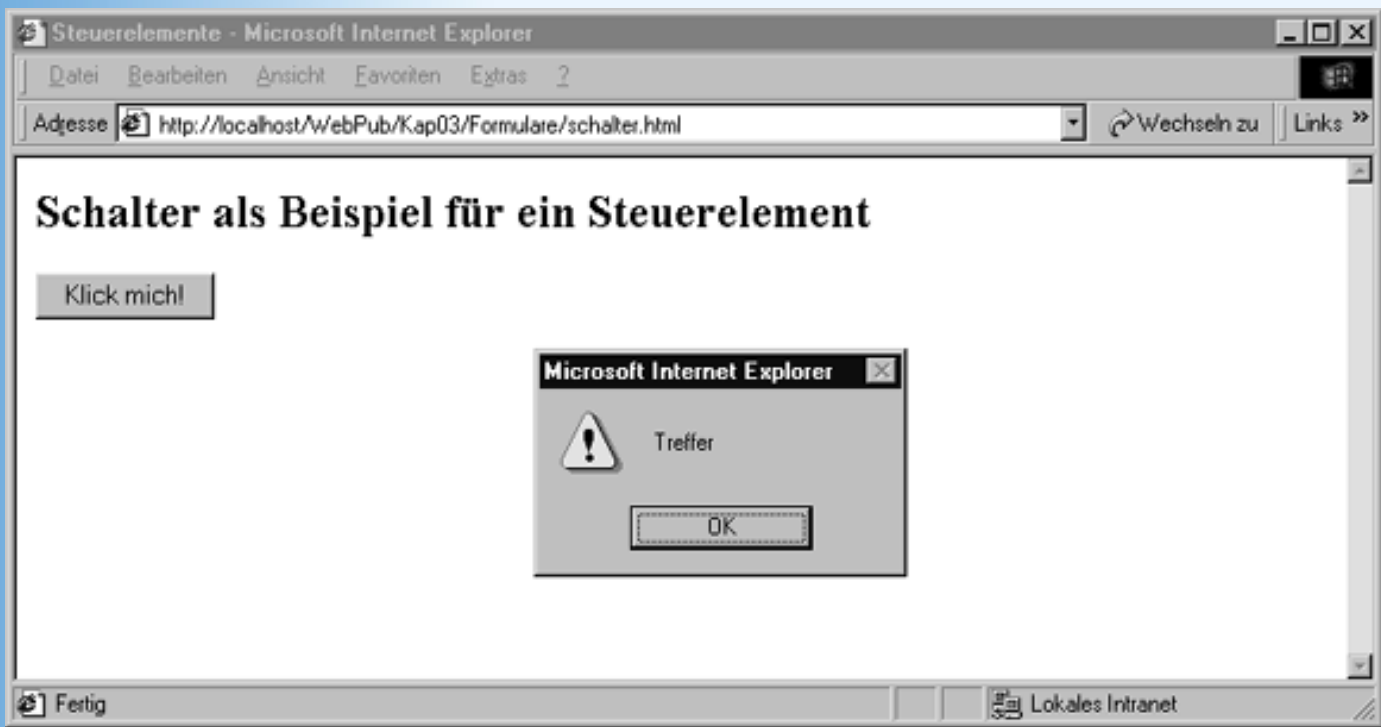 Steuerelemente - Microsoft Internet Explorer
Datei Bearbeiten Ansicht Favoriten Extras ?
Adresse http://localhost/WebPub/Kap03/Formulare/schalter.html Wechseln zu Links »
Schalter als Beispiel für ein Steuerelement
Klick mich!
Microsoft Internet Explorer
Treffer
OK
Fertig Lokales Intranet